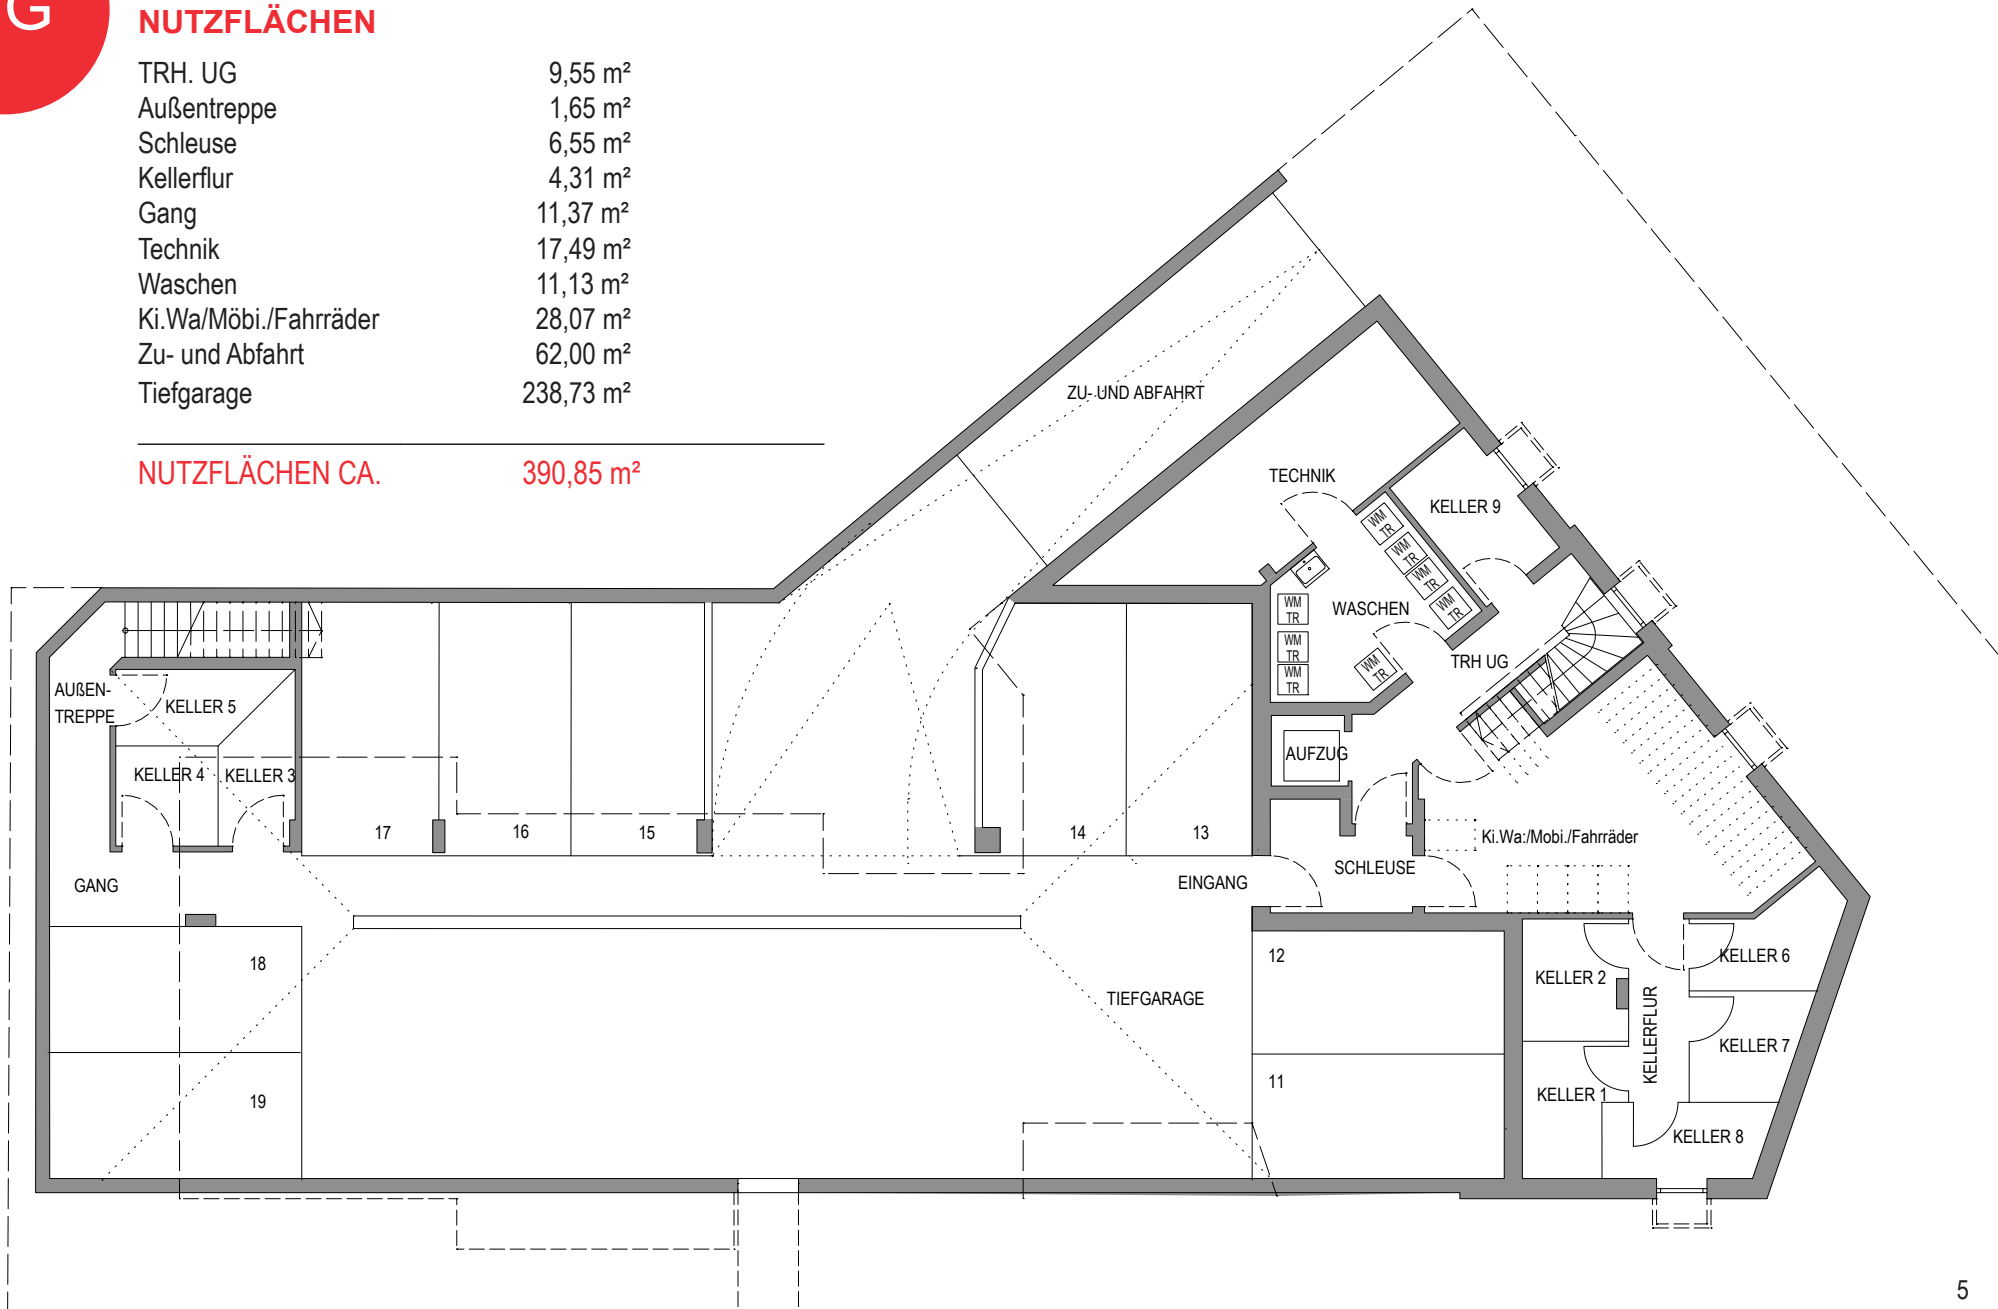 G
NUTZFLÄCHEN
TRH. UG 9,55 m²
Außentreppe 1,65 m²
Schleuse 6,55 m²
Kellerflur 4,31 m²
Gang 11,37 m²
Technik 17,49 m²
Waschen 11,13 m²
Ki.Wa/Möbi./Fahrräder 28,07 m²
Zu- und Abfahrt 62,00 m²
Tiefgarage 238,73 m²
NUTZFLÄCHEN CA. 390,85 m²
ZU- UND ABFAHRT
TECHNIK
KELLER 9
WM
TR
WM
TR
WM
TR
WM
TR
WASCHEN
WM
TR
WM
TR
WM
TR
WM
TR
TRH UG
AUßEN-
TREPPE
KELLER 5
KELLER 4
KELLER 3
AUFZUG
17
16
15
14
13
Ki.Wa:/Mobi./Fahrräder
SCHLEUSE
EINGANG
GANG
18
12
KELLER 2
KELLER 6
TIEFGARAGE
KELLERFLUR
KELLER 7
19
11
KELLER 1
KELLER 8
5